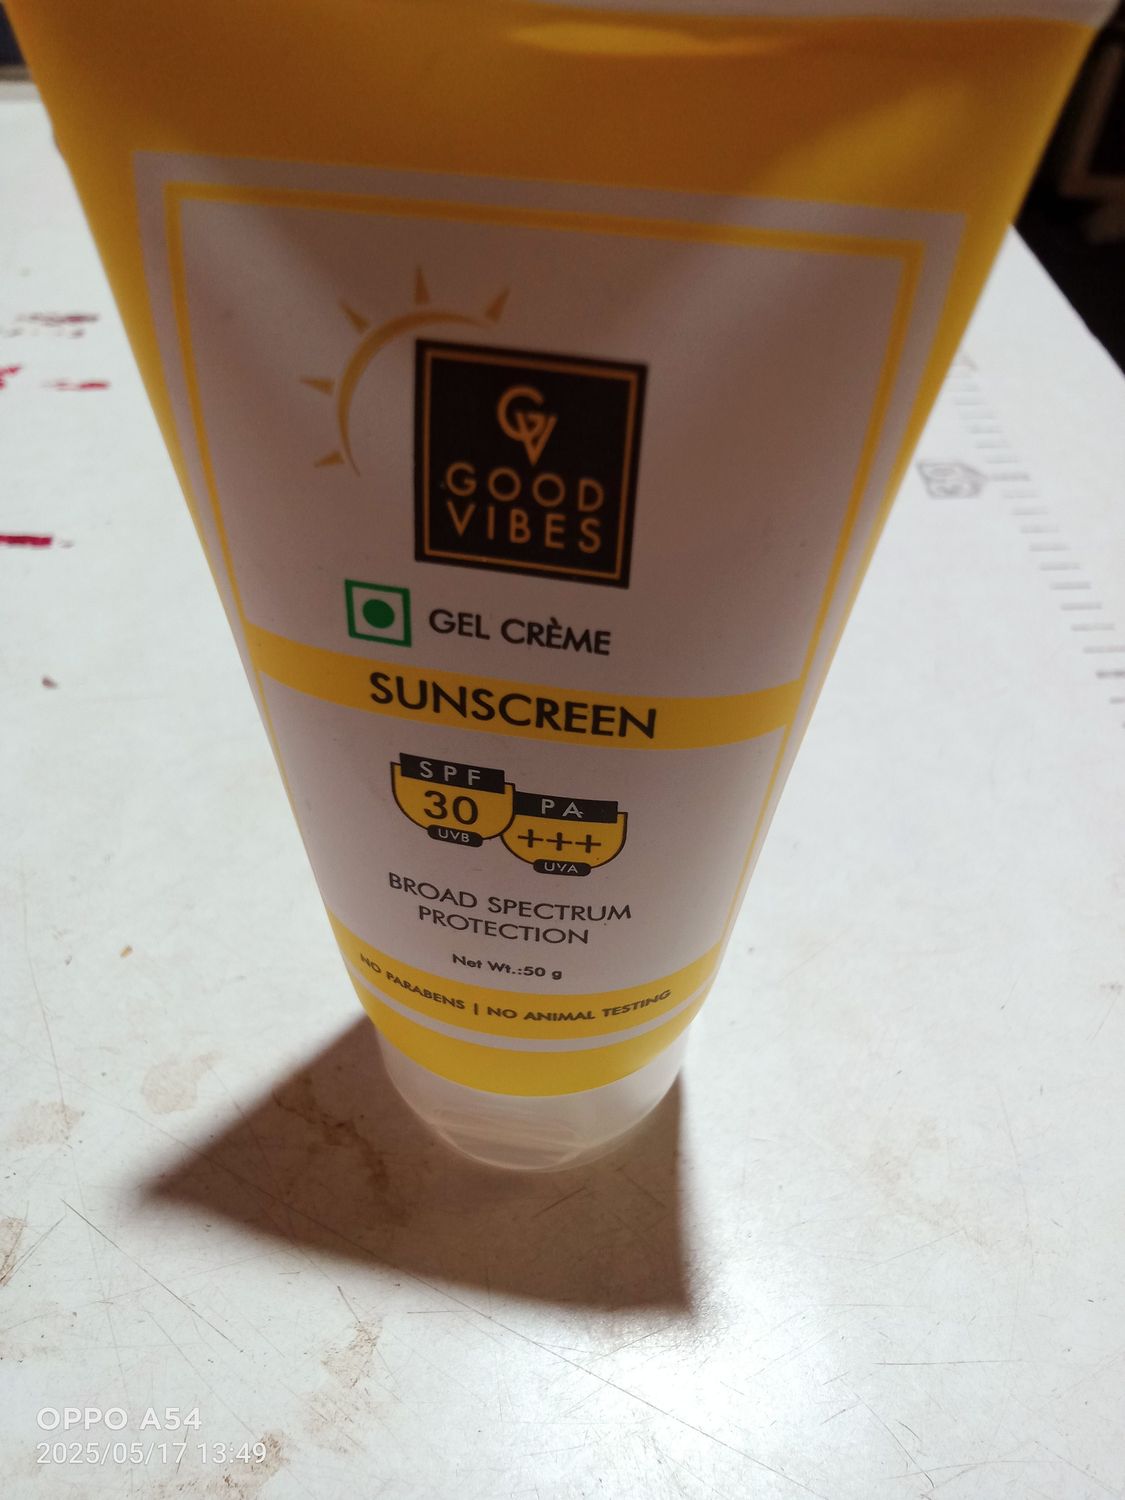 GV
GOOD
VIBES
GEL CRÈME
SUNSCREEN
SPF
30
UVB
PA
+++
UVA
BROAD SPECTRUM
PROTECTION
Net Wt.:50 g
NO PARABENS | NO ANIMAL TESTING
OPPO A54
2025/05/17 13:49